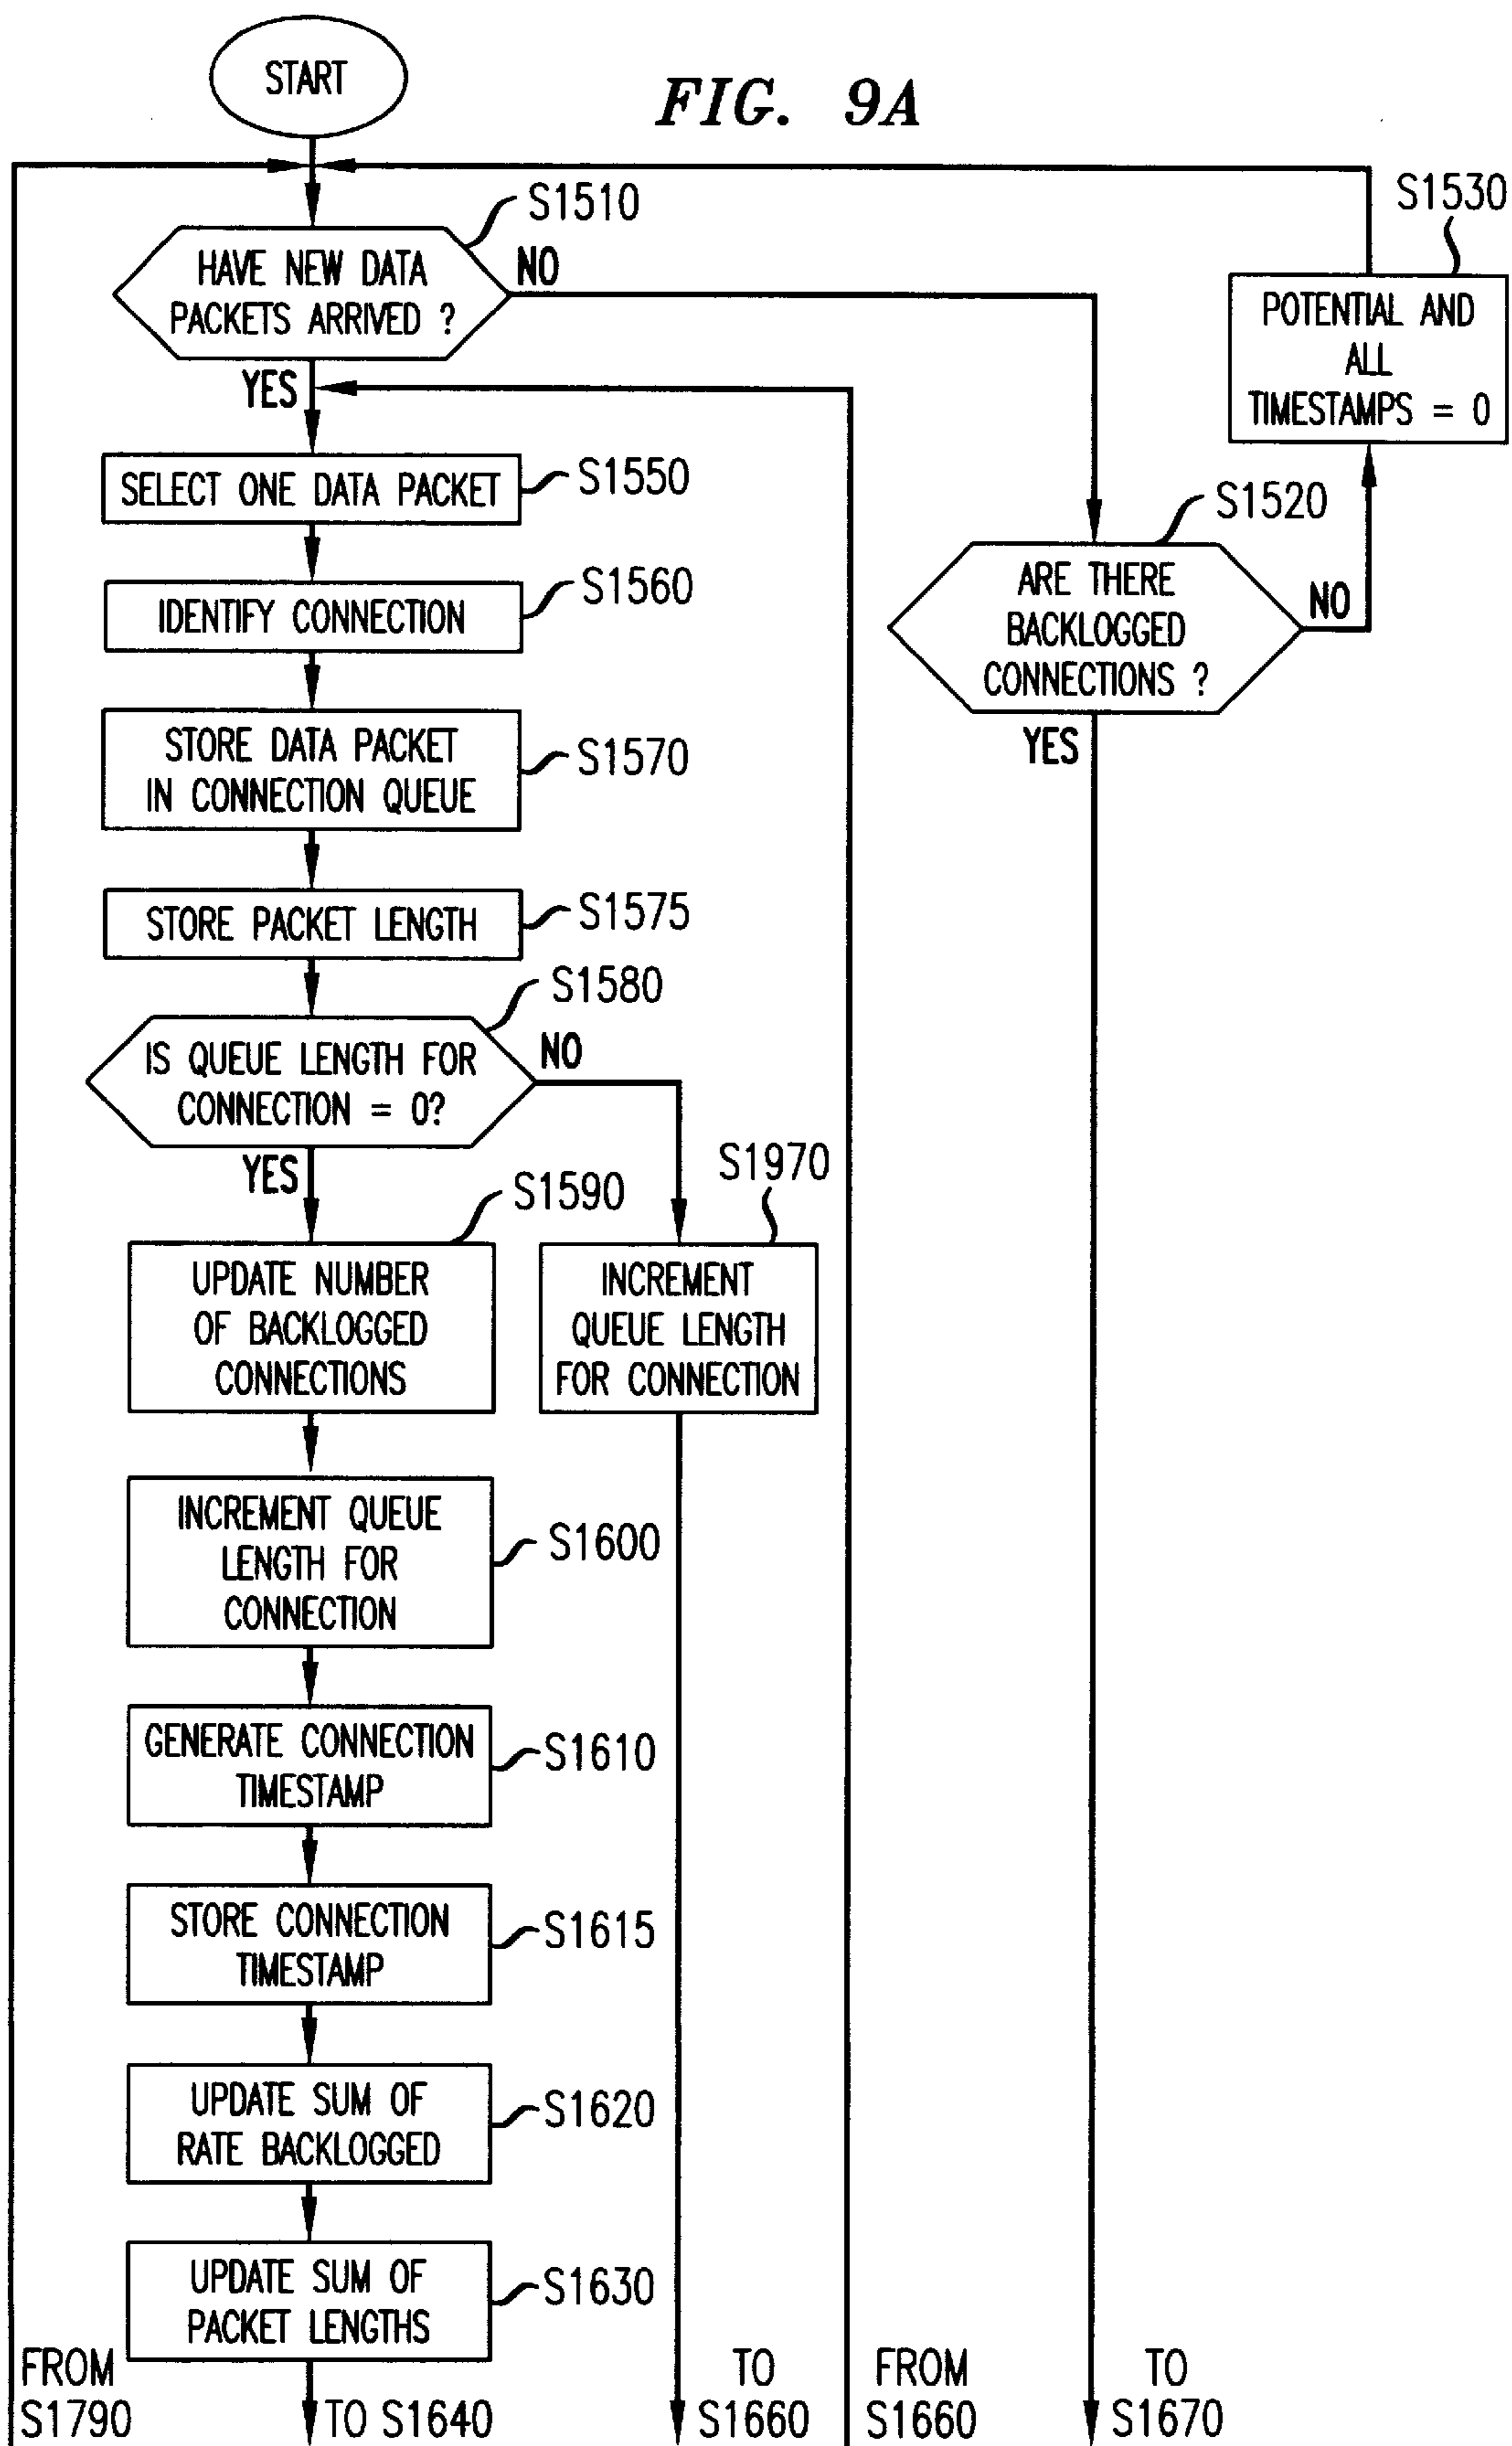 START
FIG. 9A
S1510
HAVE NEW DATA
PACKETS ARRIVED ?
NO
YES
S1530
POTENTIAL AND
ALL
TIMESTAMPS = 0
S1520
ARE THERE
BACKLOGGED
CONNECTIONS ?
NO
YES
SELECT ONE DATA PACKET
S1550
IDENTIFY CONNECTION
S1560
STORE DATA PACKET
IN CONNECTION QUEUE
S1570
STORE PACKET LENGTH
S1575
S1580
IS QUEUE LENGTH FOR
CONNECTION = 0?
NO
YES
S1590
UPDATE NUMBER
OF BACKLOGGED
CONNECTIONS
S1970
INCREMENT
QUEUE LENGTH
FOR CONNECTION
INCREMENT QUEUE
LENGTH FOR
CONNECTION
S1600
GENERATE CONNECTION
TIMESTAMP
S1610
STORE CONNECTION
TIMESTAMP
S1615
UPDATE SUM OF
RATE BACKLOGGED
S1620
UPDATE SUM OF
PACKET LENGTHS
S1630
FROM
S1790
TO S1640
TO
S1660
FROM
S1660
TO
S1670